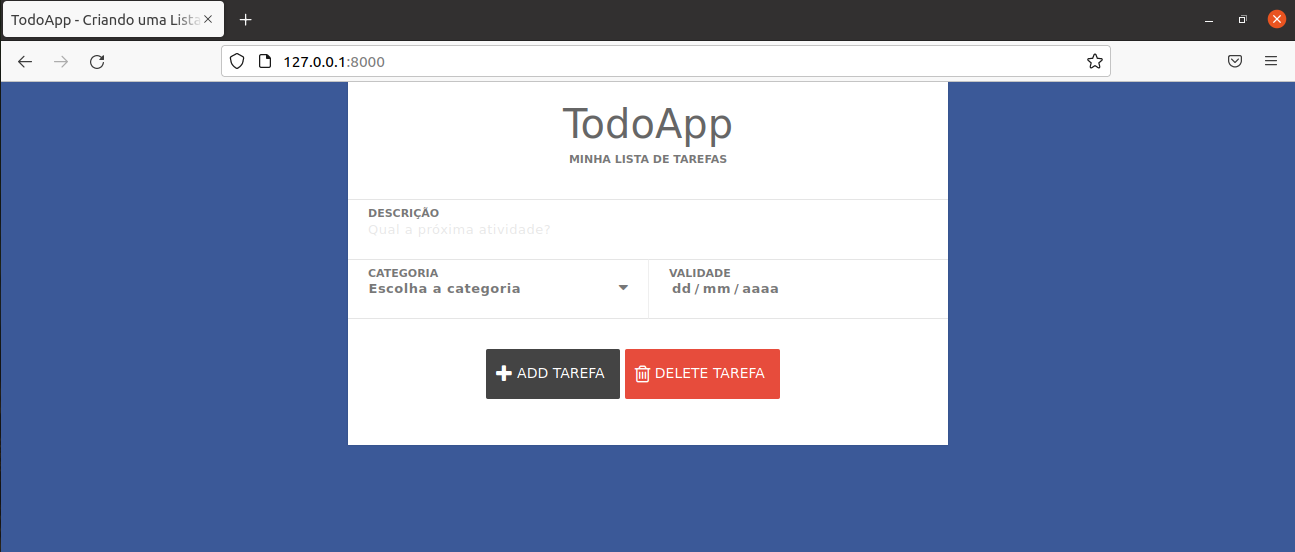 TodoApp - Criando uma Lista
127.0.0.1:8000
TodoApp
MINHA LISTA DE TAREFAS
DESCRIÇÃO
Qual a próxima atividade?
CATEGORIA
Escolha a categoria
VALIDADE
dd / mm / aaaa
ADD TAREFA
DELETE TAREFA